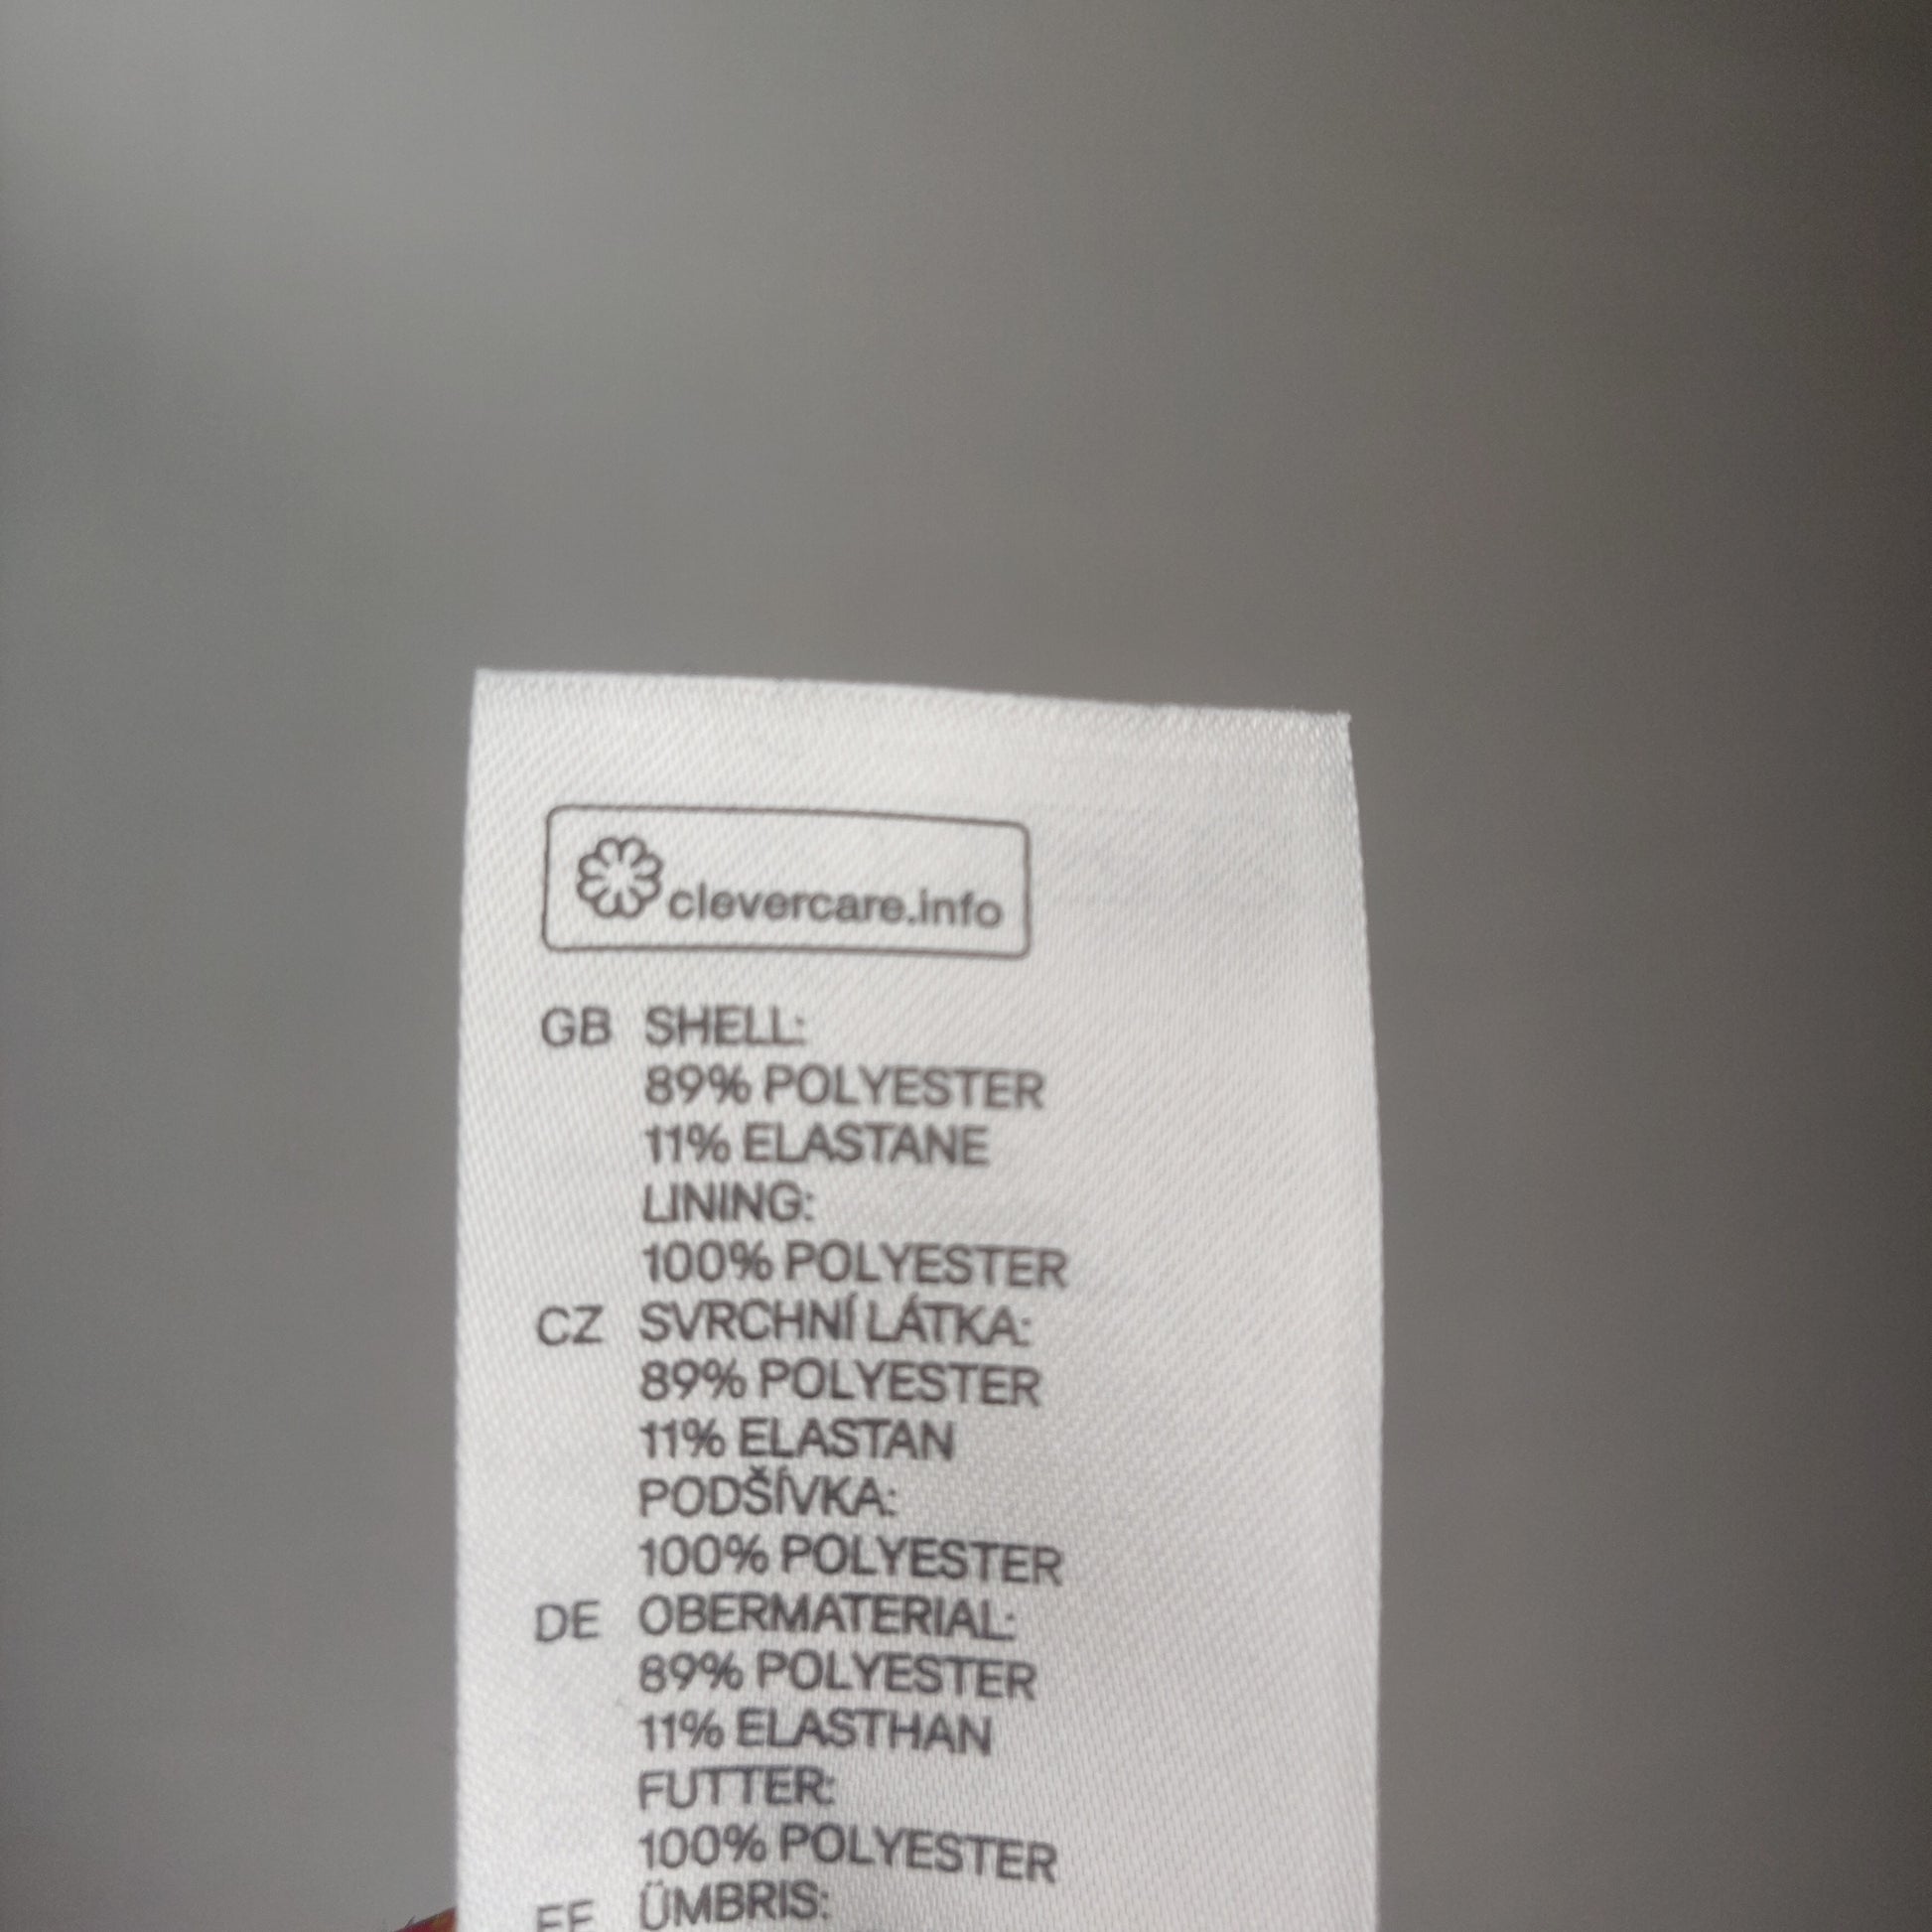 clevercare.info
GB SHELL:
89% POLYESTER
11% ELASTANE
LINING:
100% POLYESTER
CZ SVRCHNÍ LÁTKA:
89% POLYESTER
11% ELASTAN
PODŠÍVKA:
100% POLYESTER
DE OBERMATERIAL:
89% POLYESTER
11% ELASTHAN
FUTTER:
100% POLYESTER
EE ÜMBRIS: